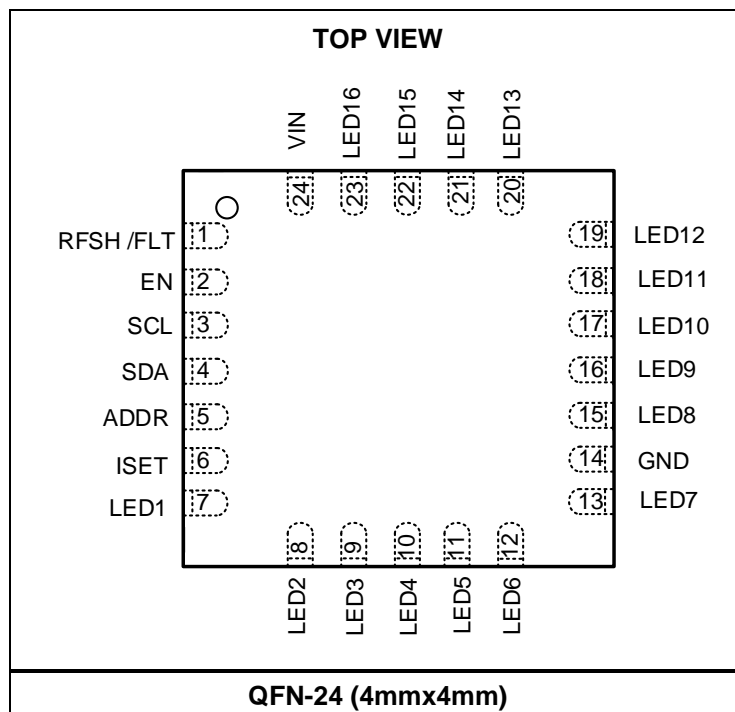 TOP VIEW
VIN
LED16
LED15
LED14
LED13
24
23
22
21
20
RFSH /FLT 1
EN 2
SCL 3
SDA 4
ADDR 5
ISET 6
LED1 7
19 LED12
18 LED11
17 LED10
16 LED9
15 LED8
14 GND
13 LED7
8
9
10
11
12
LED2
LED3
LED4
LED5
LED6
QFN-24 (4mmx4mm)